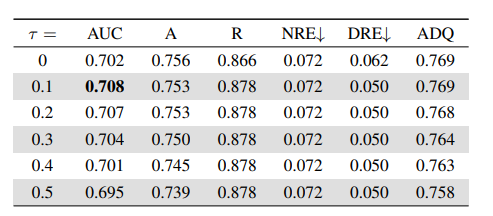 τ = AUC A R NRE↓ DRE↓ ADQ
0 0.702 0.756 0.866 0.072 0.062 0.769
0.1 0.708 0.753 0.878 0.072 0.050 0.769
0.2 0.707 0.753 0.878 0.072 0.050 0.768
0.3 0.704 0.750 0.878 0.072 0.050 0.764
0.4 0.701 0.745 0.878 0.072 0.050 0.763
0.5 0.695 0.739 0.878 0.072 0.050 0.758